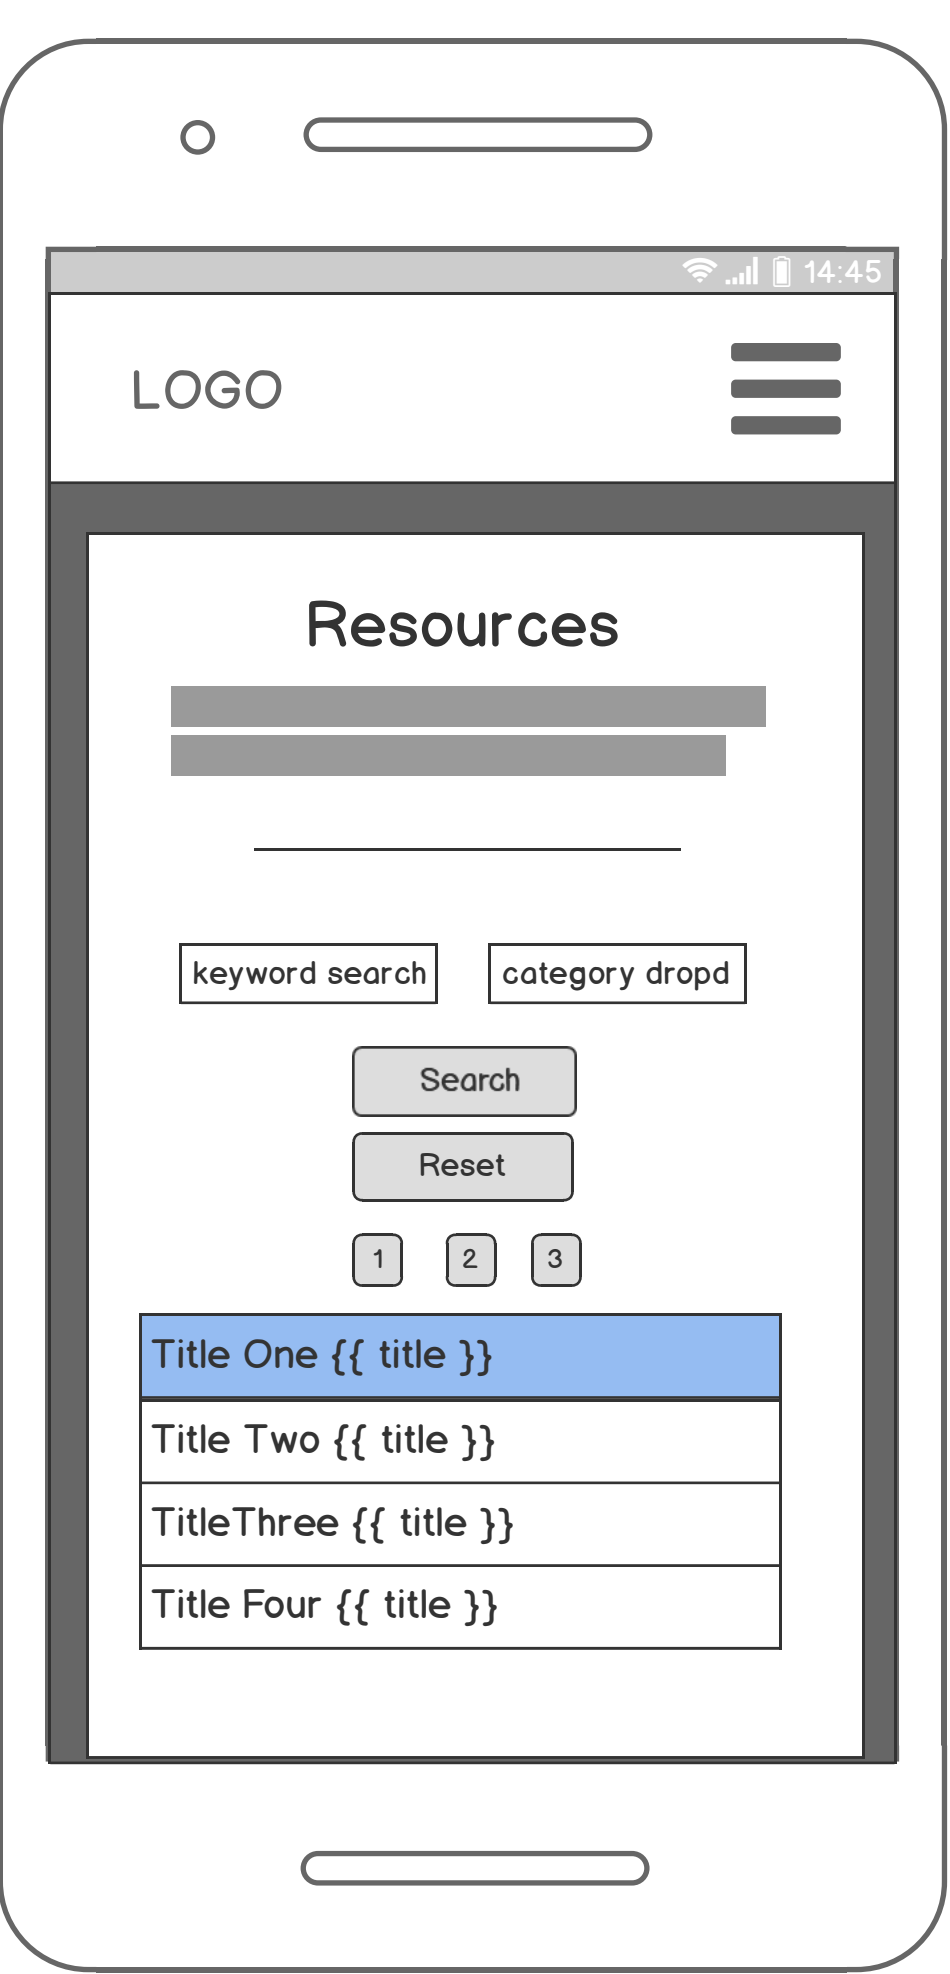 14:45
LOGO
Resources
keyword search category dropd
Search
Reset
1 2 3
Title One {{ title }}
Title Two {{ title }}
TitleThree {{ title }}
Title Four {{ title }}